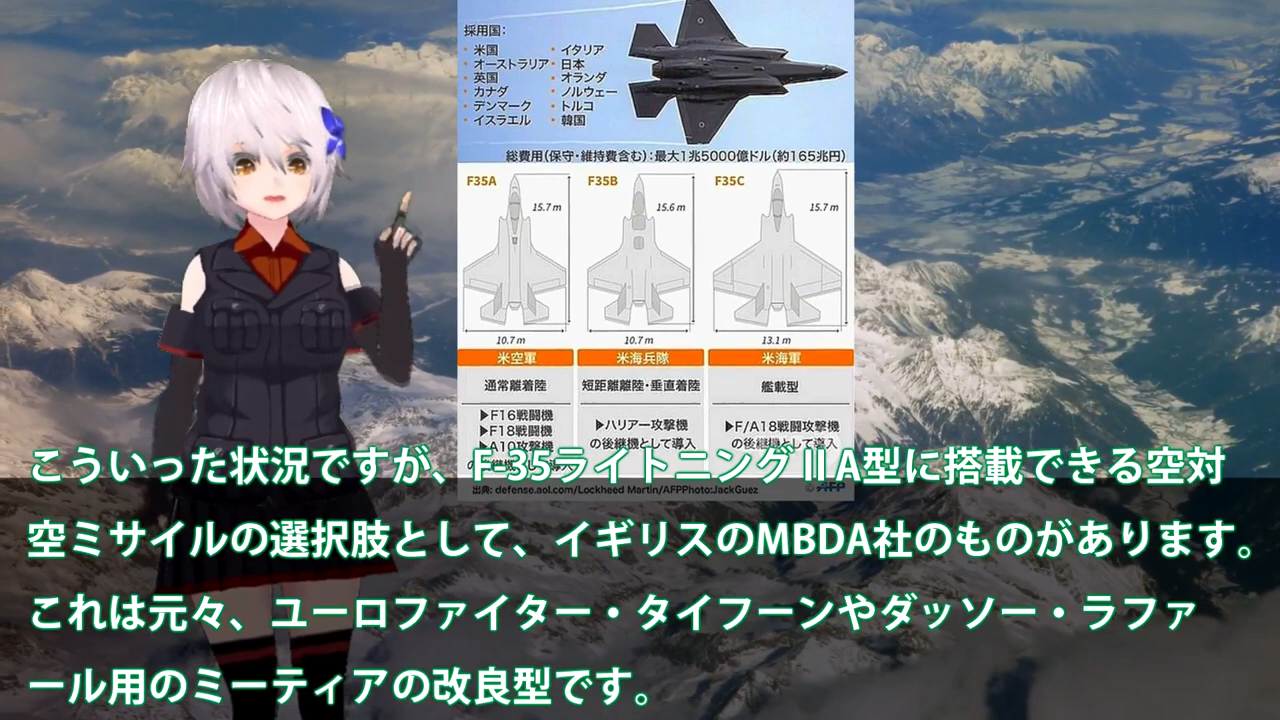 採用国：
・米国
・オーストラリア
・英国
・カナダ
・デンマーク
・イスラエル
・イタリア
・日本
・オランダ
・ノルウェー
・トルコ
・韓国
総費用(保守・維持費含む)：最大1兆5000億ドル(約165兆円)
F35A
15.7 m
10.7 m
米空軍
通常離着陸
▶F16戦闘機
▶F18戦闘機
▶A10攻撃機
F35B
15.6 m
10.7 m
米海兵隊
短距離離陸・垂直着陸
▶ハリアー攻撃機
の後継機として導入
F35C
15.7 m
13.1 m
米海軍
艦載型
▶F/A18戦闘攻撃機
の後継機として導入
出典: defense.aol.com/Lockheed Martin/AFPPhoto:JackGuez
© AFP
こういった状況ですが、F-35ライトニングⅡA型に搭載できる空対
空ミサイルの選択肢として、イギリスのMBDA社のものがあります。
これは元々、ユーロファイター・タイフーンやダッソー・ラファ
ール用のミーティアの改良型です。